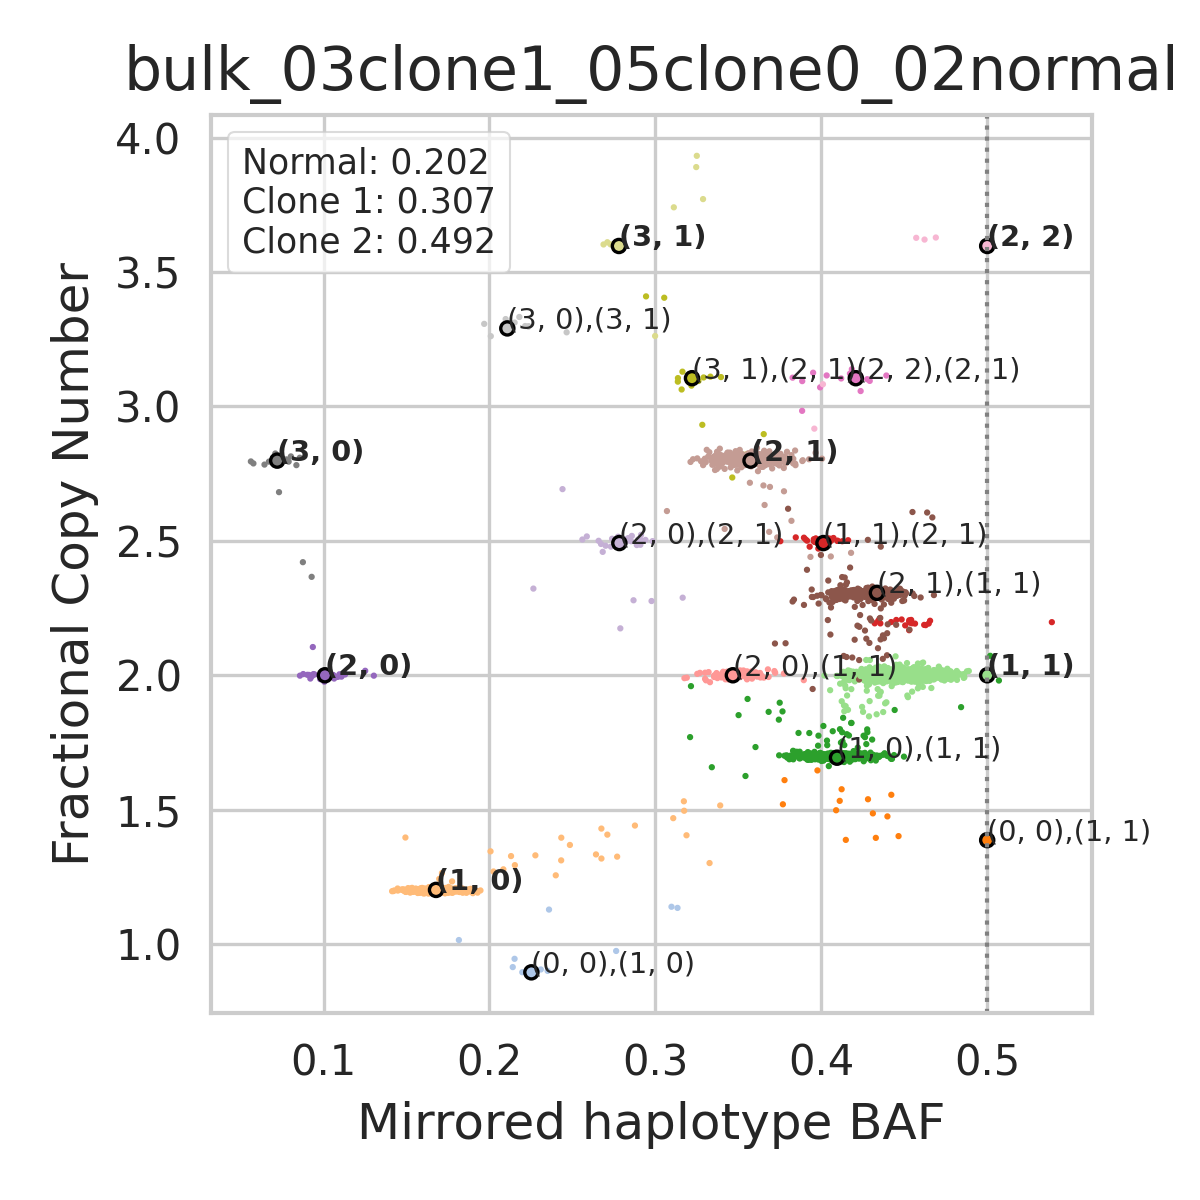 bulk_03clone1_05clone0_02normal
Normal: 0.202
Clone 1: 0.307
Clone 2: 0.492
Fractional Copy Number
4.0
3.5
3.0
2.5
2.0
1.5
1.0
(3, 1)
(2, 2)
(3, 0),(3, 1)
(3, 1),(2, 1)
(2, 2),(2, 1)
(3, 0)
(2, 1)
(2, 0),(2, 1)
(1, 1),(2, 1)
(2, 1),(1, 1)
(2, 0)
(2, 0),(1, 1)
(1, 1)
(1, 0),(1, 1)
(0, 0),(1, 1)
(1, 0)
(0, 0),(1, 0)
0.1 0.2 0.3 0.4 0.5
Mirrored haplotype BAF